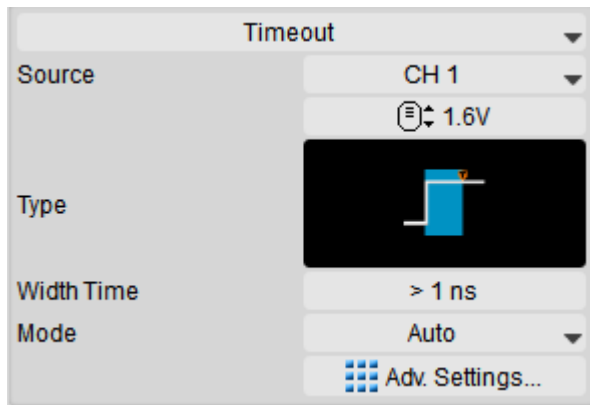 Timeout
Source CH 1
1.6V
Type
T
Width Time > 1 ns
Mode Auto
Adv. Settings...